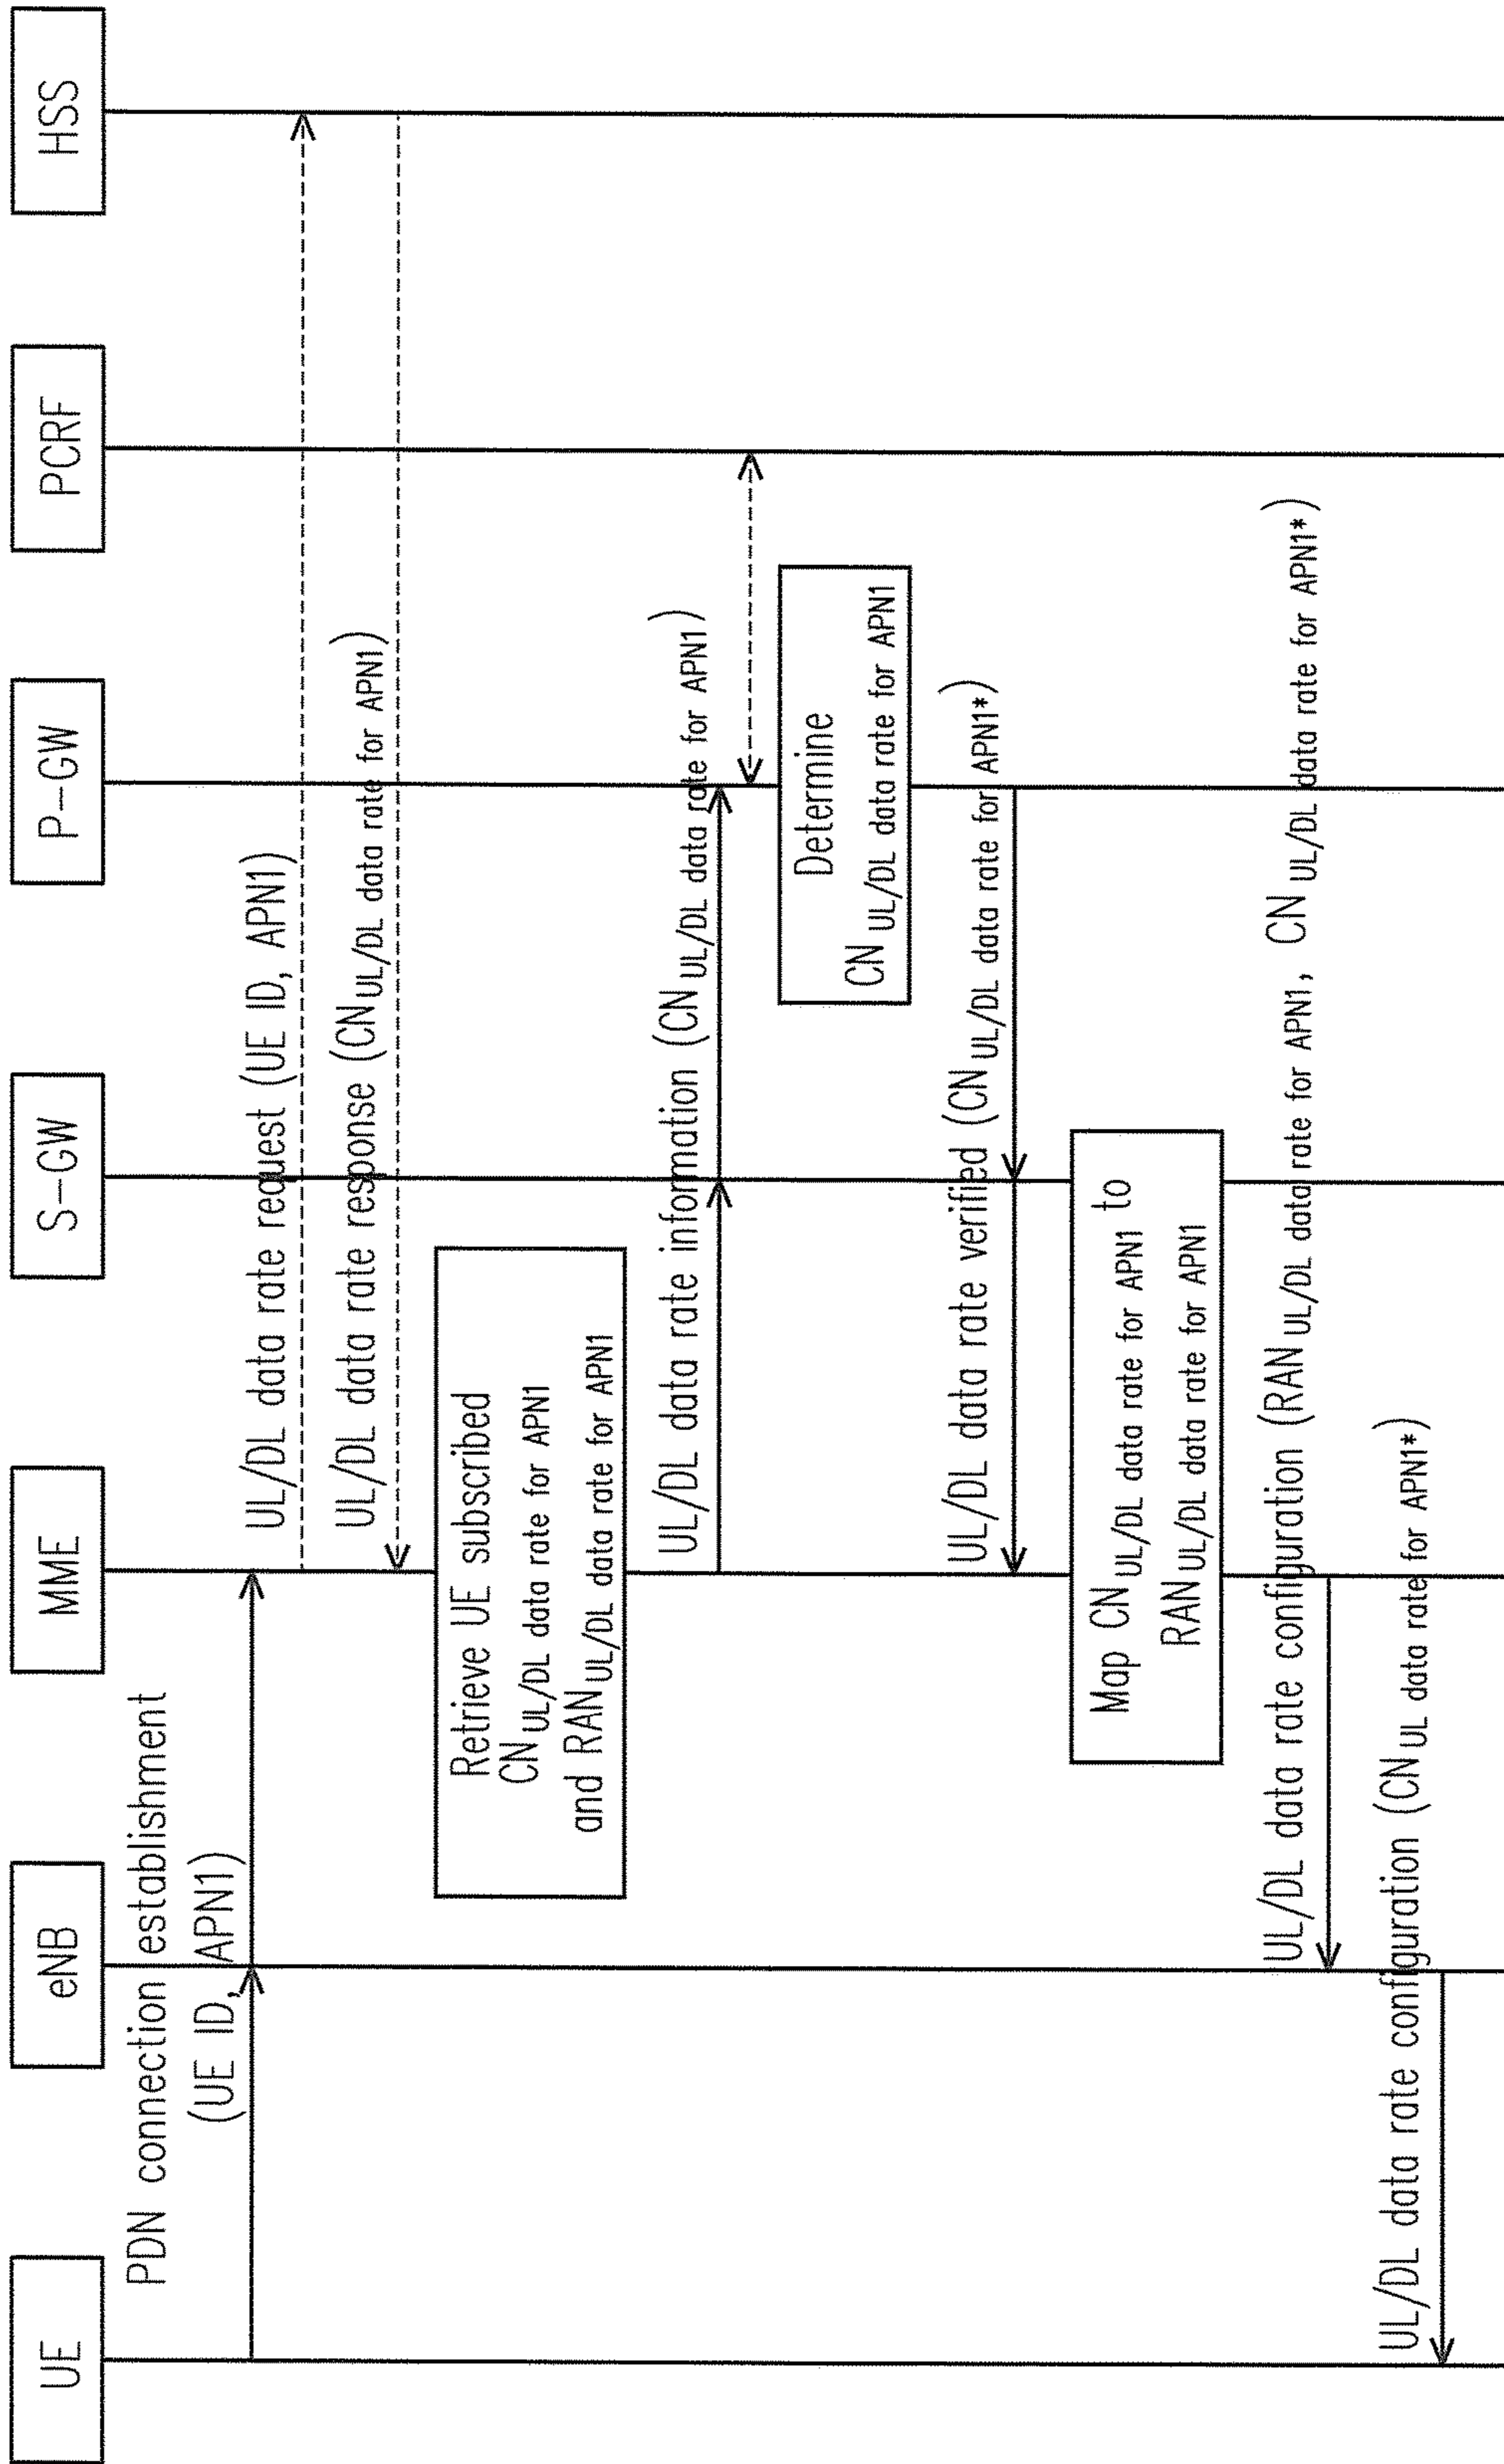 UE
eNB
MME
S-GW
P-GW
PCRF
HSS
PDN connection establishment
(UE ID, APN1)
UL/DL data rate request (UE ID, APN1)
UL/DL data rate response (CN UL/DL data rate for APN1)
Retrieve UE subscribed
CN UL/DL data rate for APN1
and RAN UL/DL data rate for APN1
UL/DL data rate information (CN UL/DL data rate for APN1)
Determine
CN UL/DL data rate for APN1
UL/DL data rate verified (CN UL/DL data rate for APN1*)
Map CN UL/DL data rate for APN1 to
RAN UL/DL data rate for APN1
UL/DL data rate configuration (RAN UL/DL data rate for APN1, CN UL/DL data rate for APN1*)
UL/DL data rate configuration (CN UL data rate for APN1*)